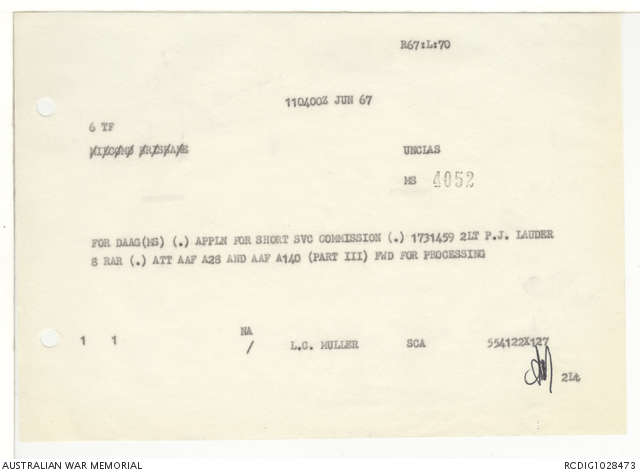 R67:L:70
110400Z JUN 67
6 TF
UNCLAS
MS 4052
FOR DAAG(MS) (.) APPLN FOR SHORT SVC COMMISSION (.) 1731459 2LT P.J. LAUDER
8 RAR (.) ATT AAF A28 AND AAF A140 (PART III) FWD FOR PROCESSING
NA
1 1 / L.C. MULLER SCA 554122X127
2Lt
AUSTRALIAN WAR MEMORIAL RCDIG1028473